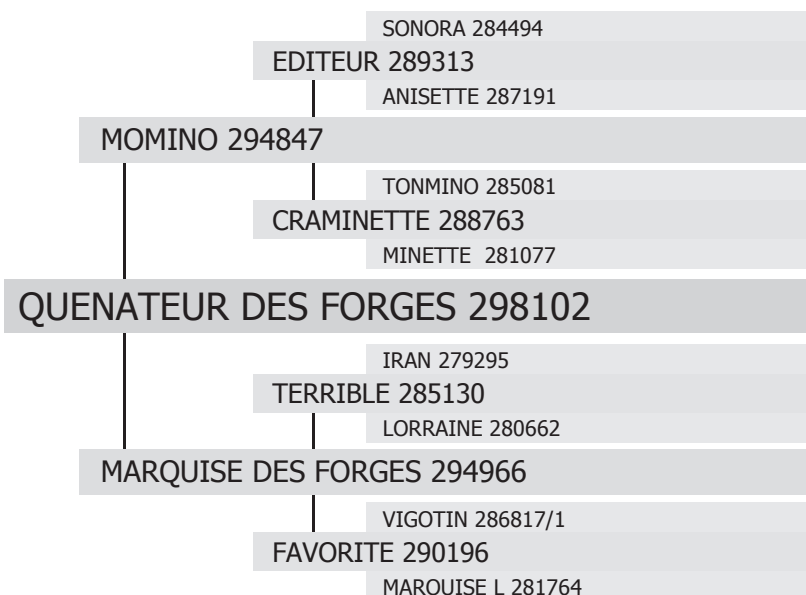 SONORA 284494
EDITEUR 289313
ANISETTE 287191
MOMINO 294847
TONMINO 285081
CRAMINETTE 288763
MINETTE 281077
QUENATEUR DES FORGES 298102
IRAN 279295
TERRIBLE 285130
LORRAINE 280662
MARQUISE DES FORGES 294966
VIGOTIN 286817/1
FAVORITE 290196
MARQUISE L 281764